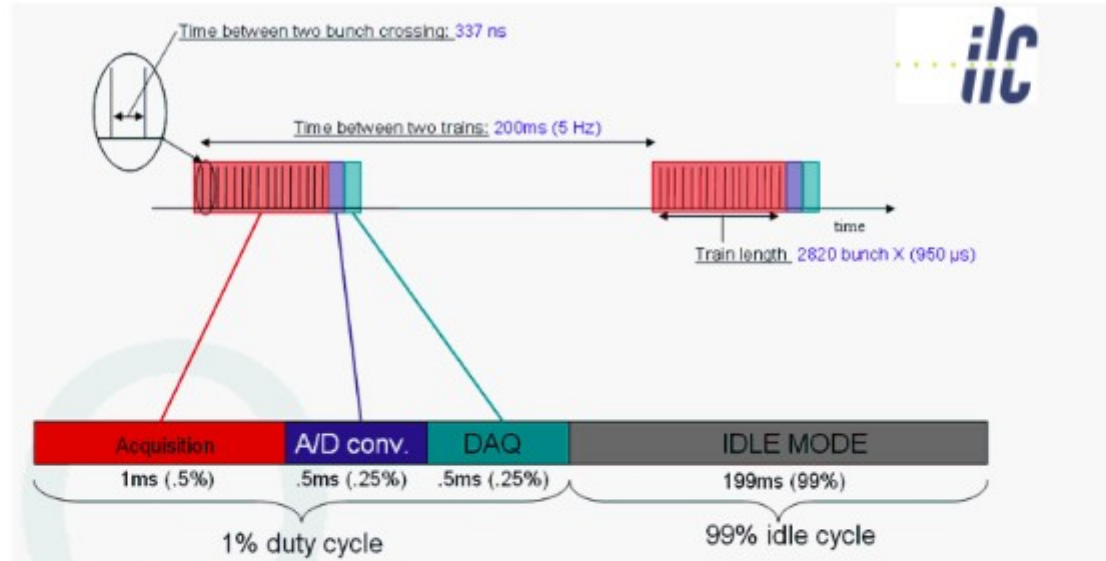 Time between two bunch crossing: 337 ns
ilc
Time between two trains: 200ms (5 Hz)
time
Train length 2820 bunch X (950 µs)
Acquisition A/D conv. DAQ IDLE MODE
1ms (.5%) .5ms (.25%) .5ms (.25%) 199ms (99%)
1% duty cycle 99% idle cycle